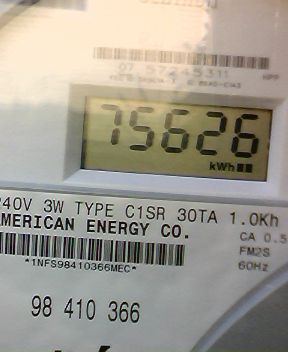 75626
kWh
240V 3W TYPE C1SR 30TA 1.0Kh
AMERICAN ENERGY CO.
CA 0.5
FM2S
*1NFS98410366MEC*
60Hz
98 410 366